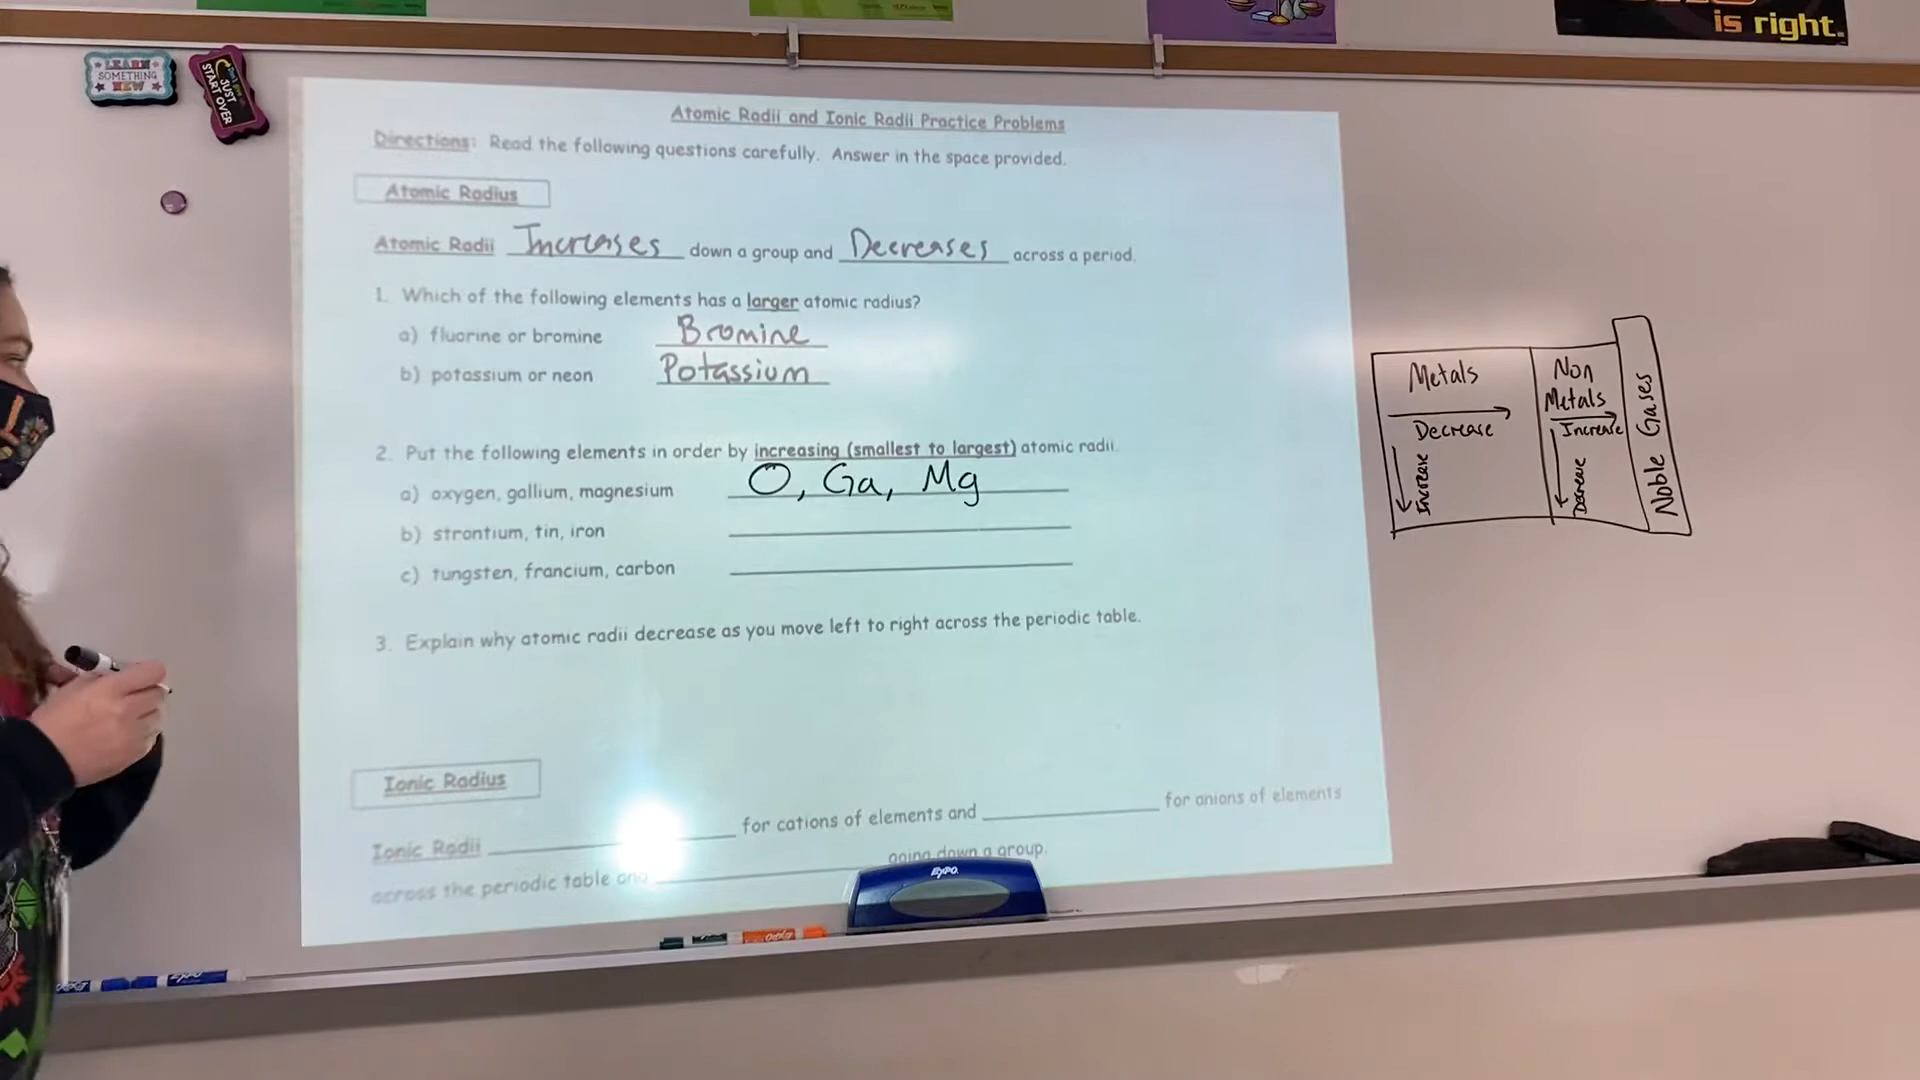 is right.
LEARN
SOMETHING
NEW
JUST
START OVER
Atomic Radii and Ionic Radii Practice Problems
Directions: Read the following questions carefully. Answer in the space provided.
Atomic Radius
Atomic Radii Increases down a group and Decreases across a period.
1. Which of the following elements has a larger atomic radius?
a) fluorine or bromine Bromine
b) potassium or neon Potassium
2. Put the following elements in order by increasing (smallest to largest) atomic radii.
a) oxygen, gallium, magnesium O, Ga, Mg
b) strontium, tin, iron
c) tungsten, francium, carbon
3. Explain why atomic radii decrease as you move left to right across the periodic table.
Ionic Radius
Ionic Radii for cations of elements and for anions of elements
across the periodic table and going down a group.
Metals
Decrease
Increase
Non
Metals
Increase
Decrease
Noble Gases
EXPO
EXPO
EXPO